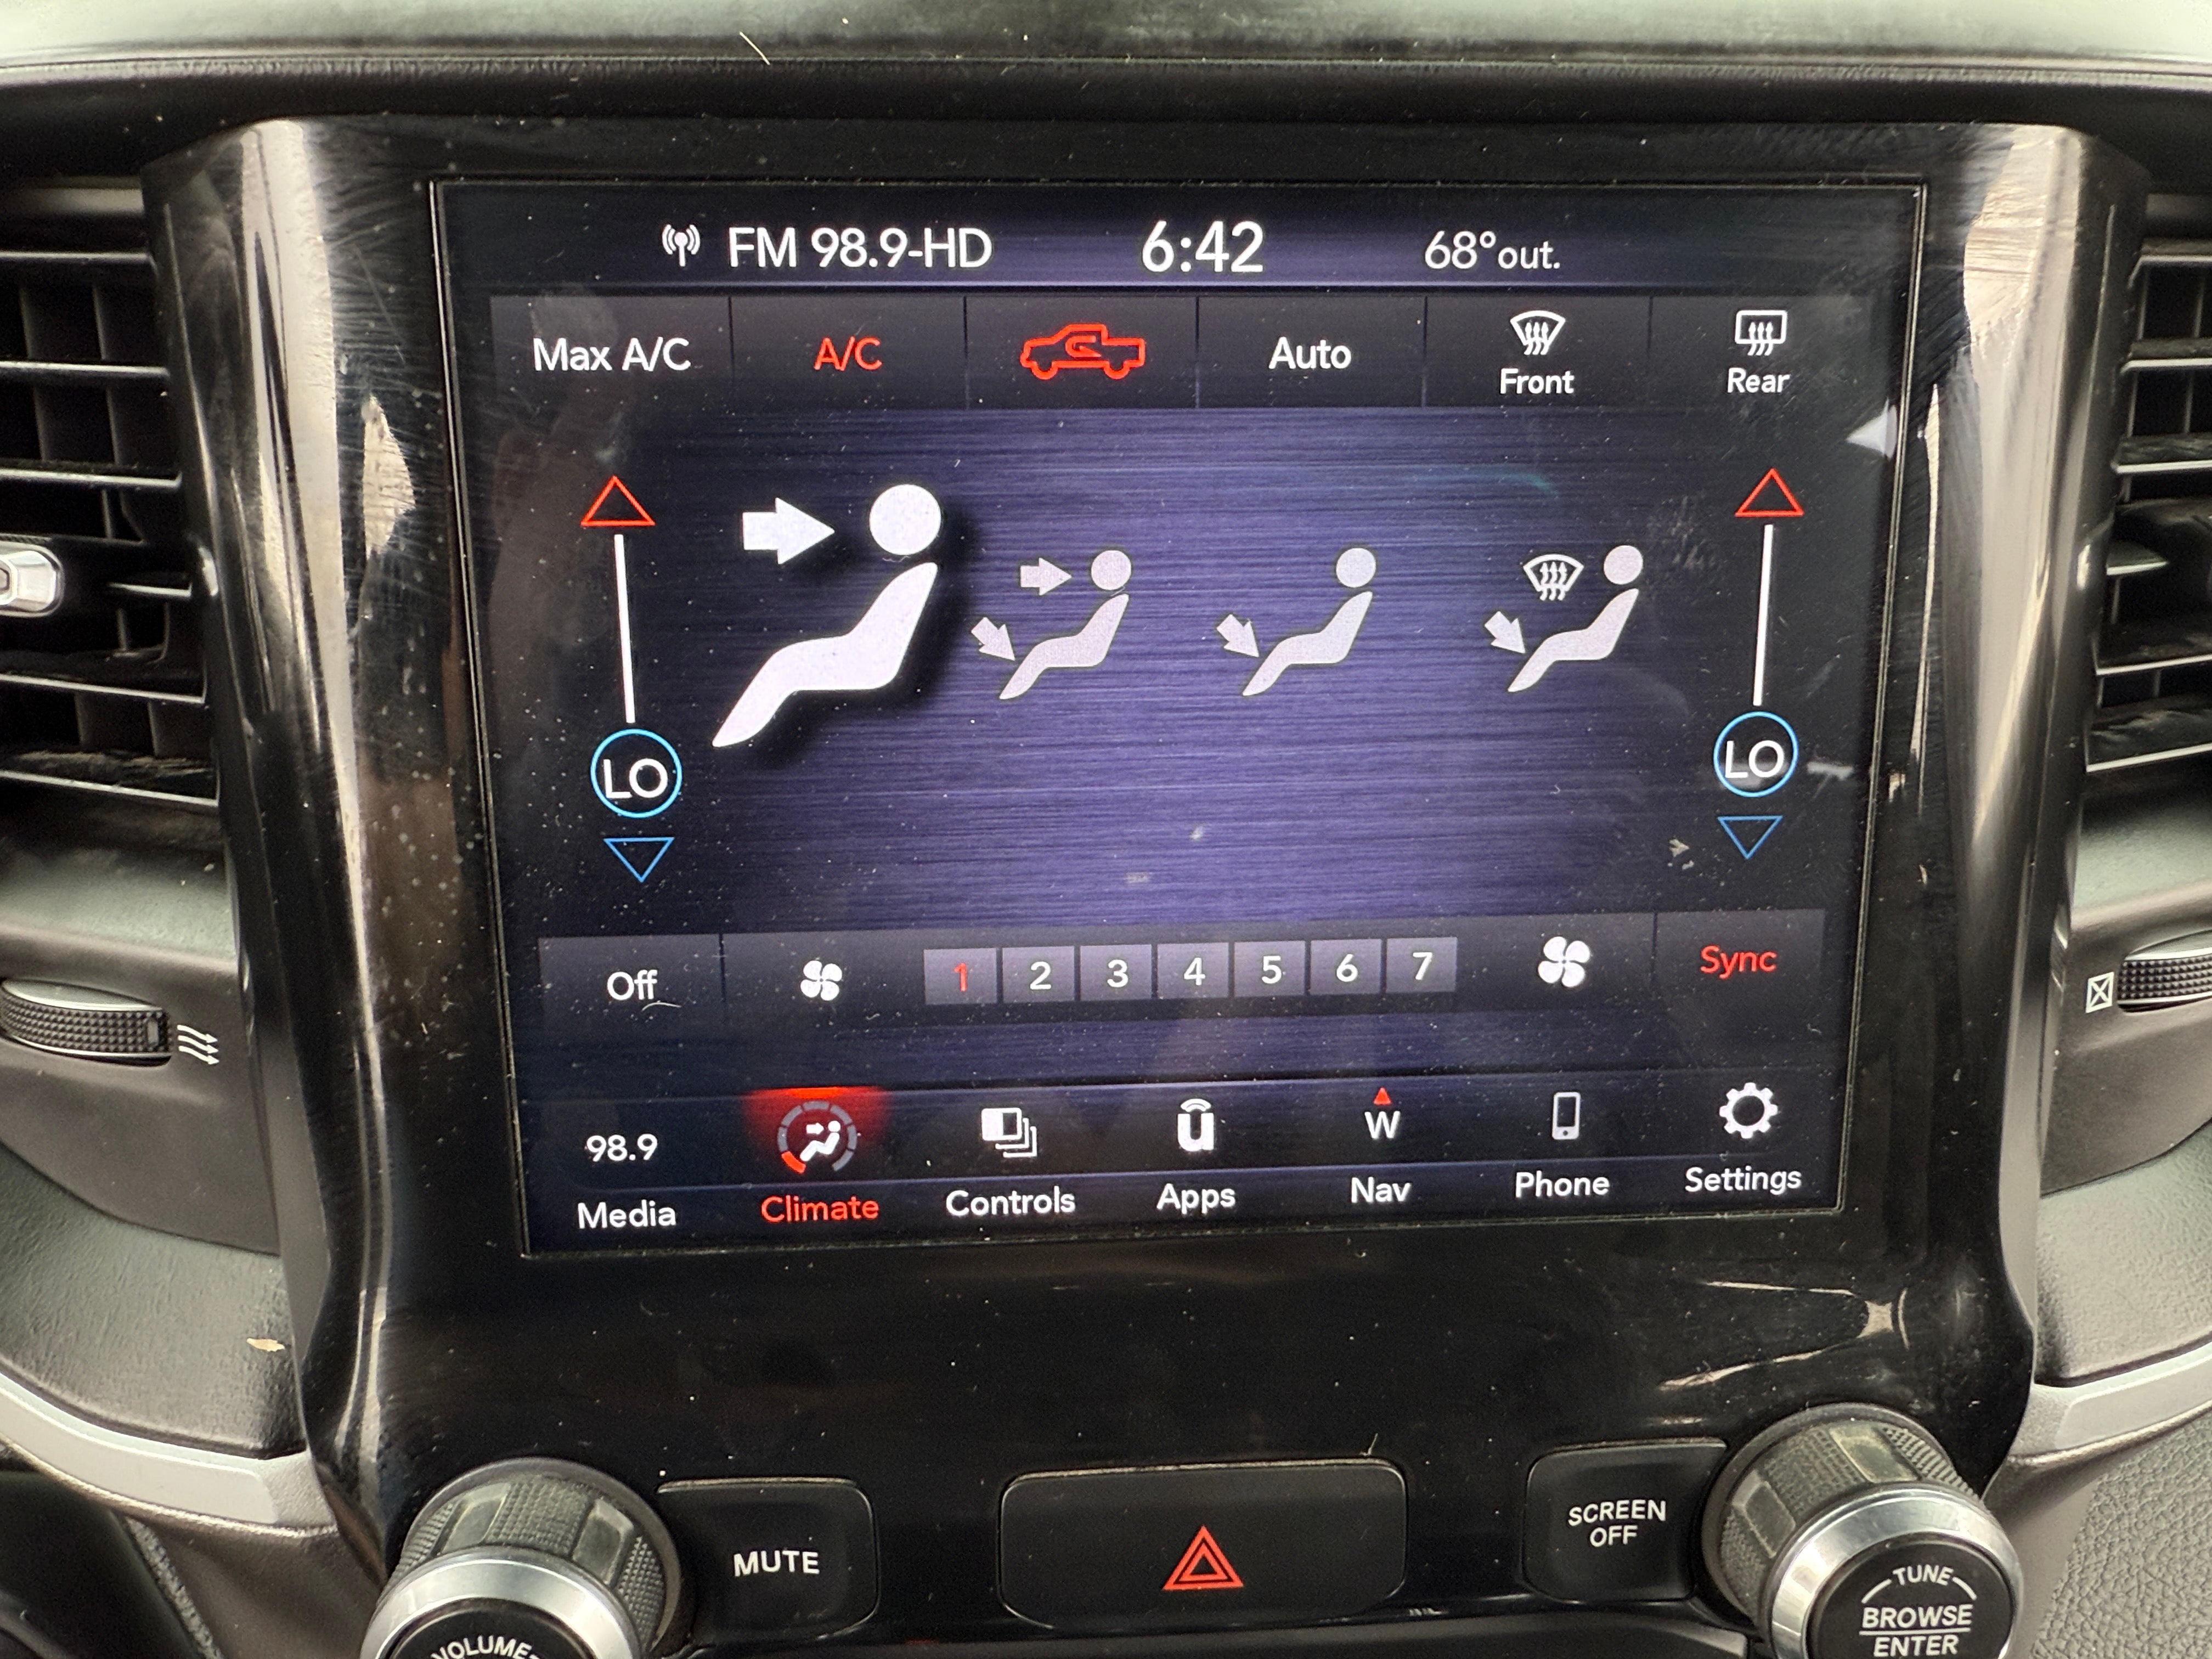 FM 98.9-HD 6:42 68°out.
Max A/C A/C Auto Front Rear
LO LO
Off 1 2 3 4 5 6 7 Sync
98.9 W
Media Climate Controls Apps Nav Phone Settings
MUTE
SCREEN
OFF
VOLUME
TUNE
BROWSE
ENTER